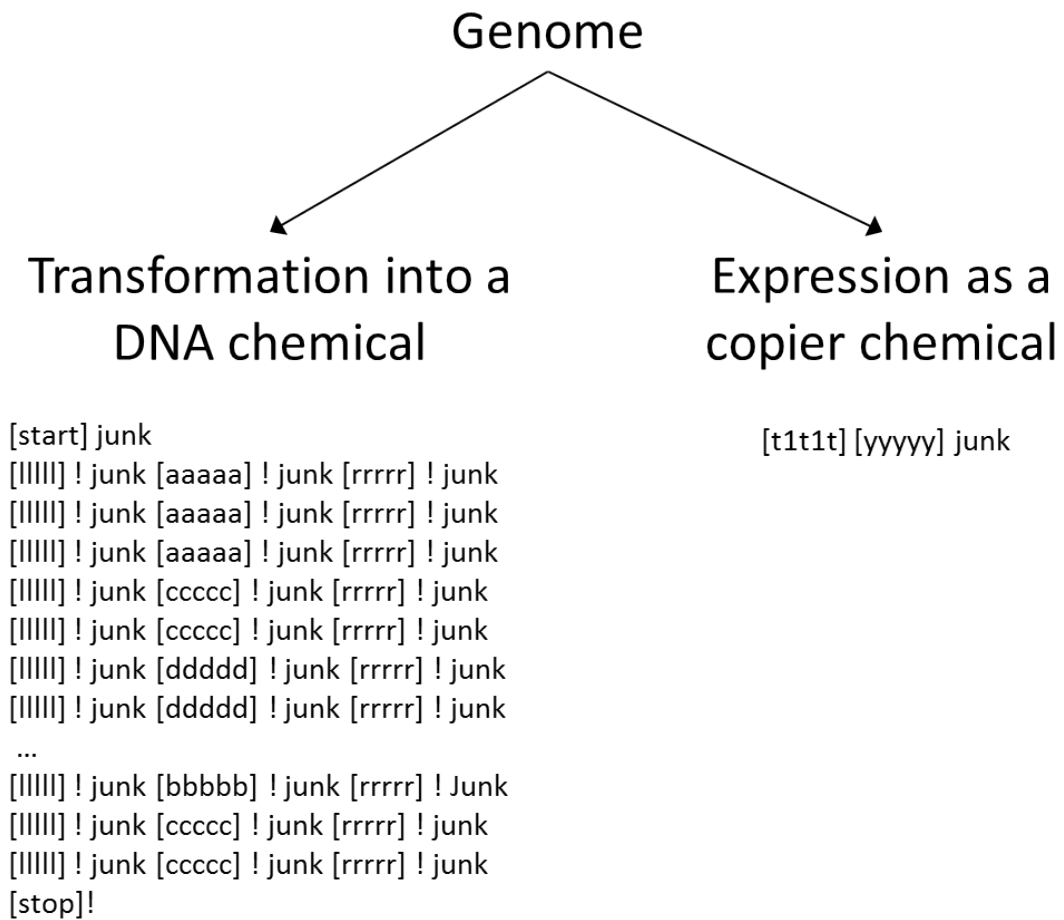 Genome
Transformation into a
DNA chemical
Expression as a
copier chemical
[start] junk
[lllll] ! junk [aaaaa] ! junk [rrrrr] ! junk
[lllll] ! junk [aaaaa] ! junk [rrrrr] ! junk
[lllll] ! junk [aaaaa] ! junk [rrrrr] ! junk
[lllll] ! junk [ccccc] ! junk [rrrrr] ! junk
[lllll] ! junk [ccccc] ! junk [rrrrr] ! junk
[lllll] ! junk [ddddd] ! junk [rrrrr] ! junk
[lllll] ! junk [ddddd] ! junk [rrrrr] ! junk
...
[lllll] ! junk [bbbbb] ! junk [rrrrr] ! Junk
[lllll] ! junk [ccccc] ! junk [rrrrr] ! junk
[lllll] ! junk [ccccc] ! junk [rrrrr] ! junk
[stop]!
[t1t1t] [yyyyy] junk